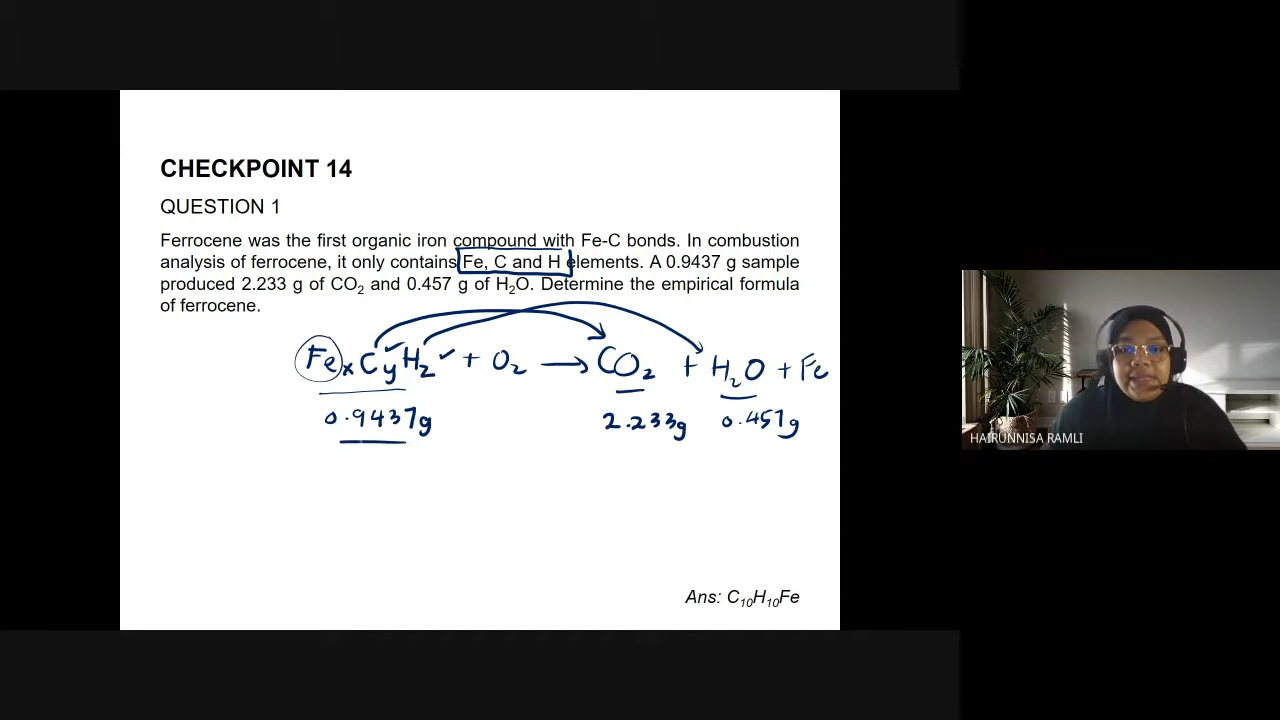 CHECKPOINT 14
QUESTION 1
Ferrocene was the first organic iron compound with Fe-C bonds. In combustion
analysis of ferrocene, it only contains Fe, C and H elements. A 0.9437 g sample
produced 2.233 g of CO₂ and 0.457 g of H₂O. Determine the empirical formula
of ferrocene.
FeₓCyHz + O₂ → CO₂ + H₂O + Fe
0.9437g 2.233g 0.457g
Ans: C₁₀H₁₀Fe
HAIRUNNISA RAMLI